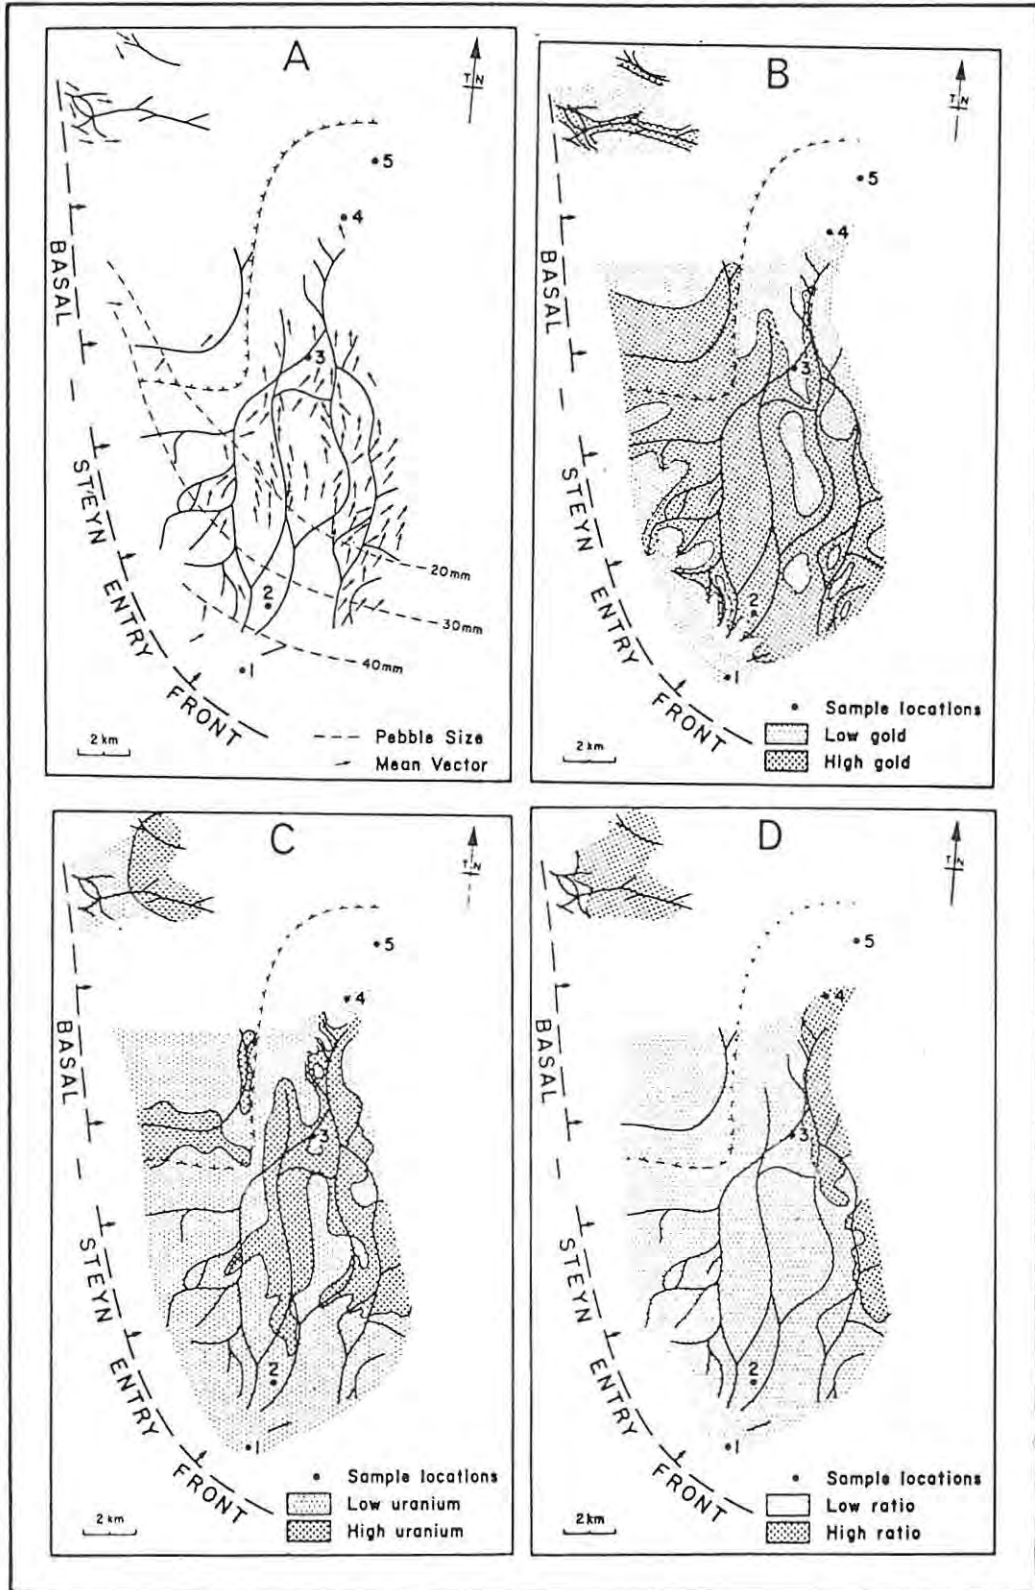 A
T N
5
4
BASAL
3
STEYN
20mm
ENTRY
2
30mm
40mm
1
FRONT
2 km
Pebble Size
Mean Vector
B
T N
5
4
BASAL
3
STEYN
ENTRY
2
1
FRONT
Sample locations
Low gold
High gold
2 km
C
T N
5
4
BASAL
3
STEYN
ENTRY
2
1
FRONT
Sample locations
Low uranium
High uranium
2 km
D
T N
5
4
BASAL
3
STEYN
ENTRY
2
1
FRONT
Sample locations
Low ratio
High ratio
2 km